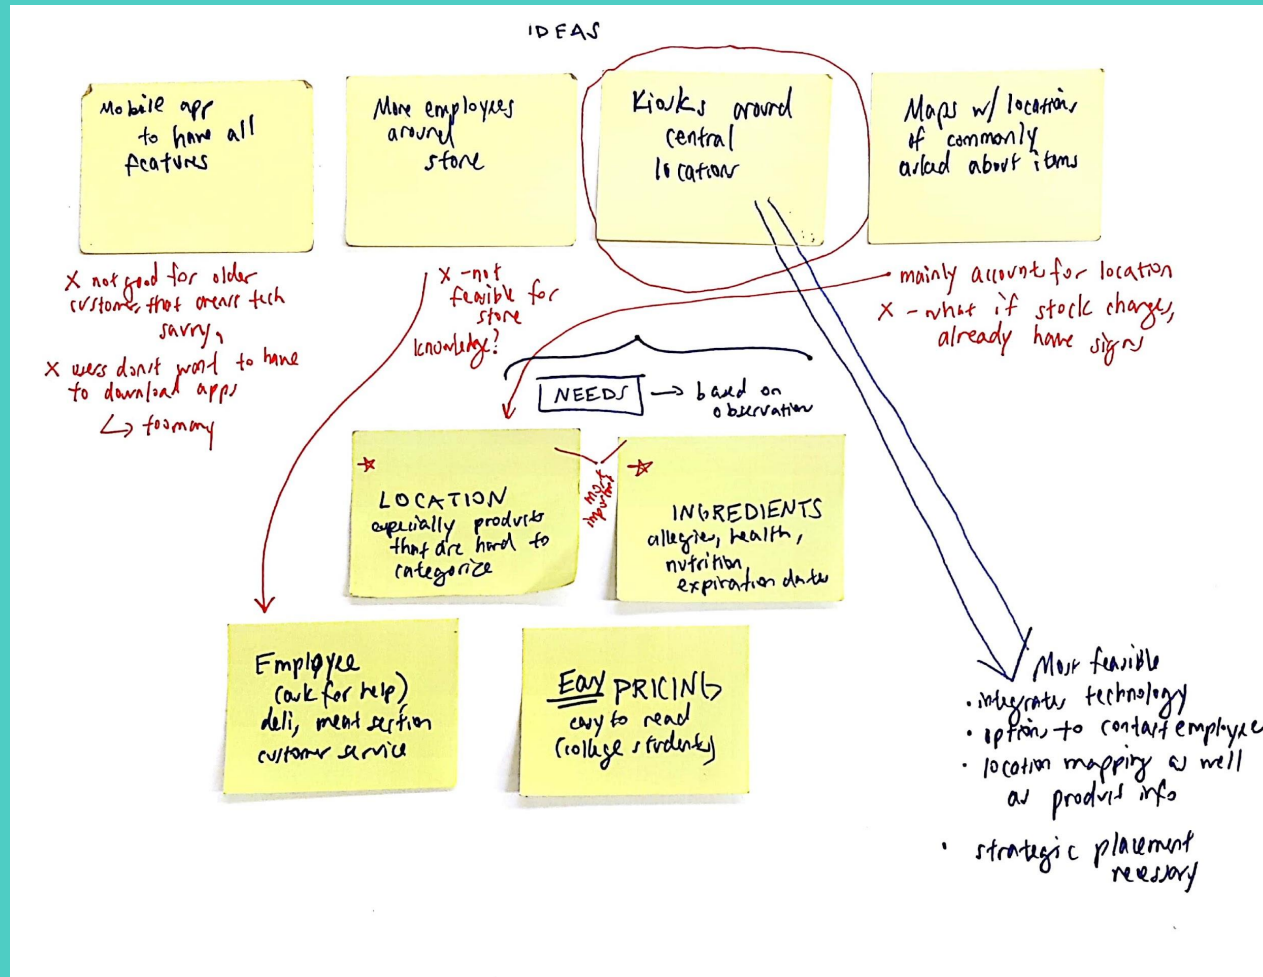 IDEAS
Mobile app
to have all
features
More employees
around
store
Kiosks around
central
location
Maps w/ locations
of commonly
asked about items
X not good for older
customers that arens tech
savvy,
X users don't want to have
to download apps
↳ too many
X - not
feasible for
store
knowledge?
- mainly account for location
X - what if stock changes,
already have signs
NEEDS → based on
observation
LOCATION
especially products
that are hard to
categorize
most
important
INGREDIENTS
allergies, health,
nutrition,
expiration dates
Employee
(ask for help)
deli, meat section
customer service
Easy PRICING
easy to read
(college students)
Most feasible
• integrate technology
• option to contact employee
• location mapping as well
as product info
• strategic placement
necessary